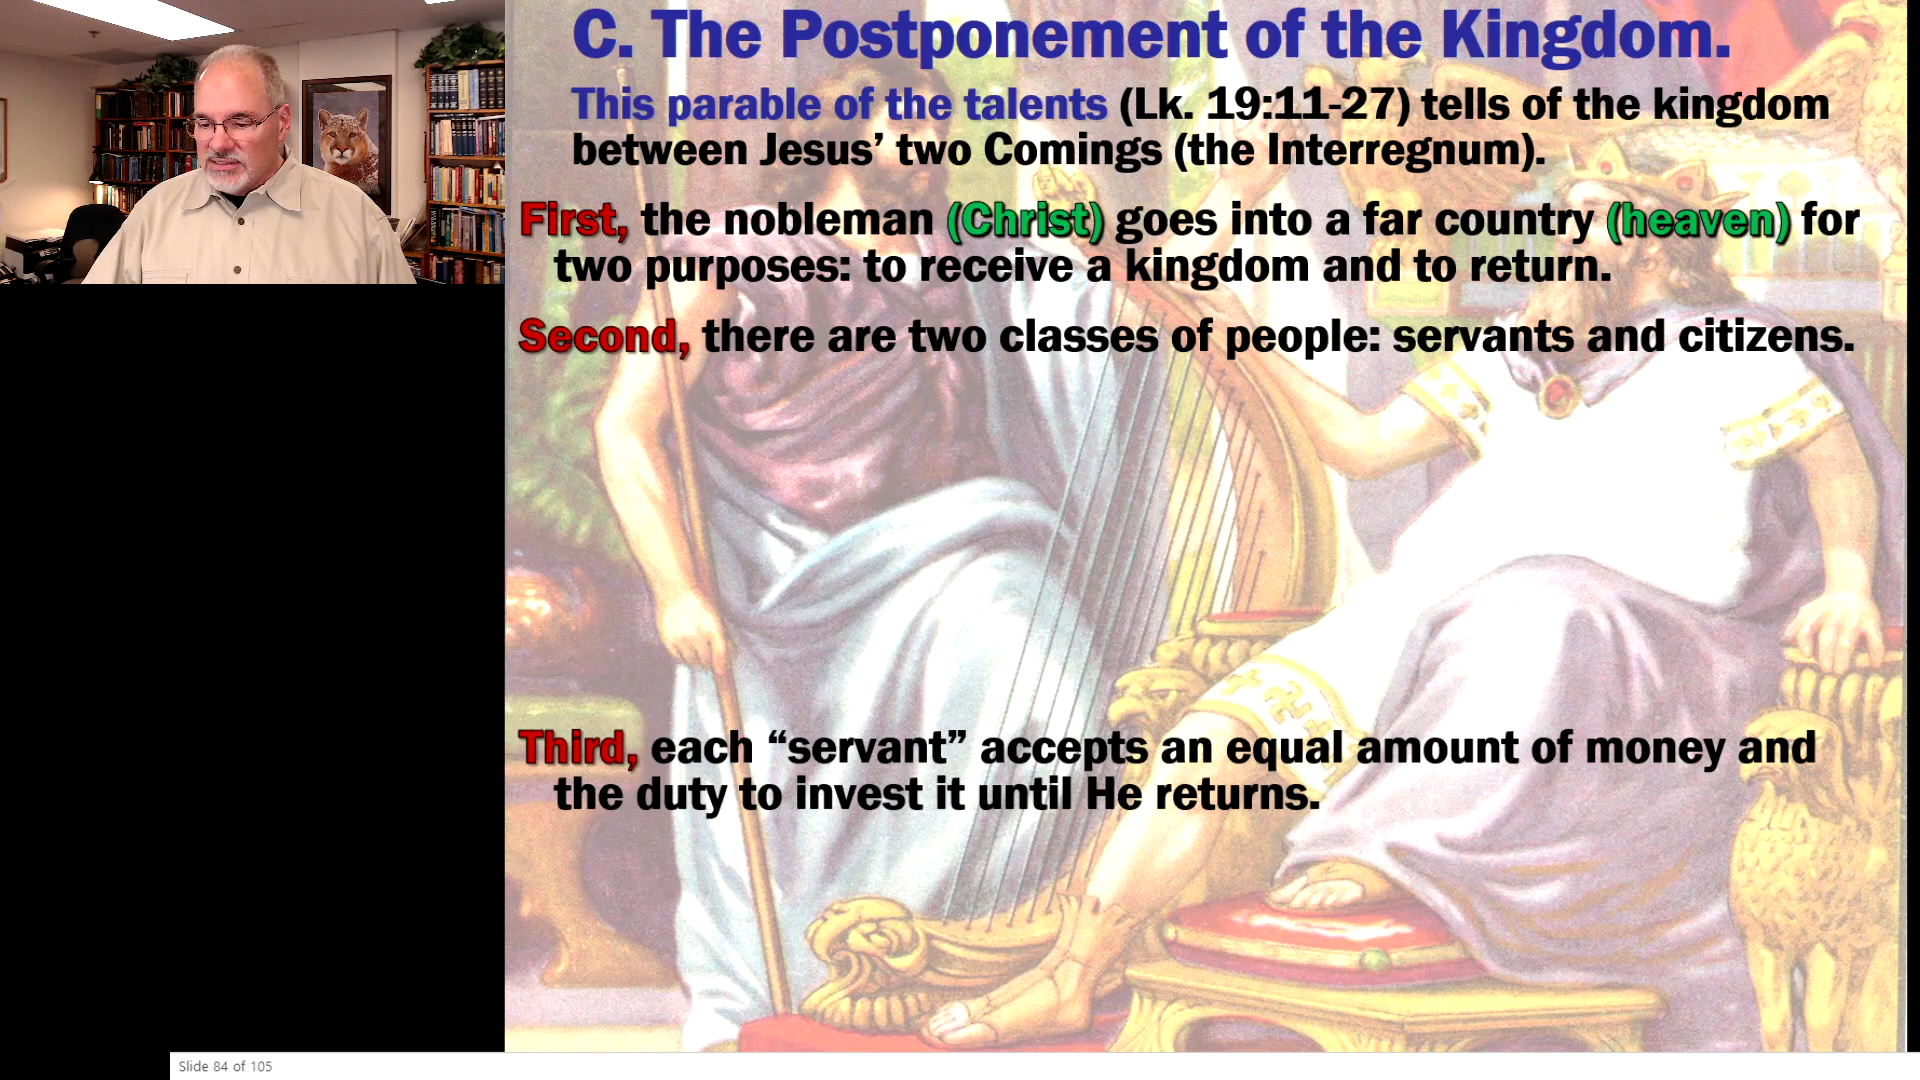 C. The Postponement of the Kingdom.
This parable of the talents (Lk. 19:11-27) tells of the kingdom
between Jesus’ two Comings (the Interregnum).
First, the nobleman (Christ) goes into a far country (heaven) for
two purposes: to receive a kingdom and to return.
Second, there are two classes of people: servants and citizens.
Third, each “servant” accepts an equal amount of money and
the duty to invest it until He returns.
Slide 84 of 105